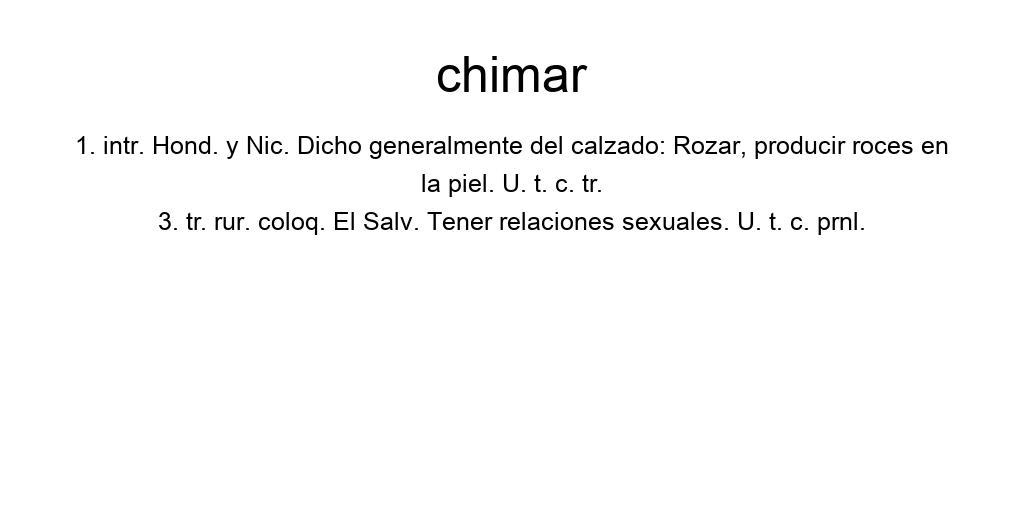 chimar
1. intr. Hond. y Nic. Dicho generalmente del calzado: Rozar, producir roces en
la piel. U. t. c. tr.
3. tr. rur. coloq. El Salv. Tener relaciones sexuales. U. t. c. prnl.